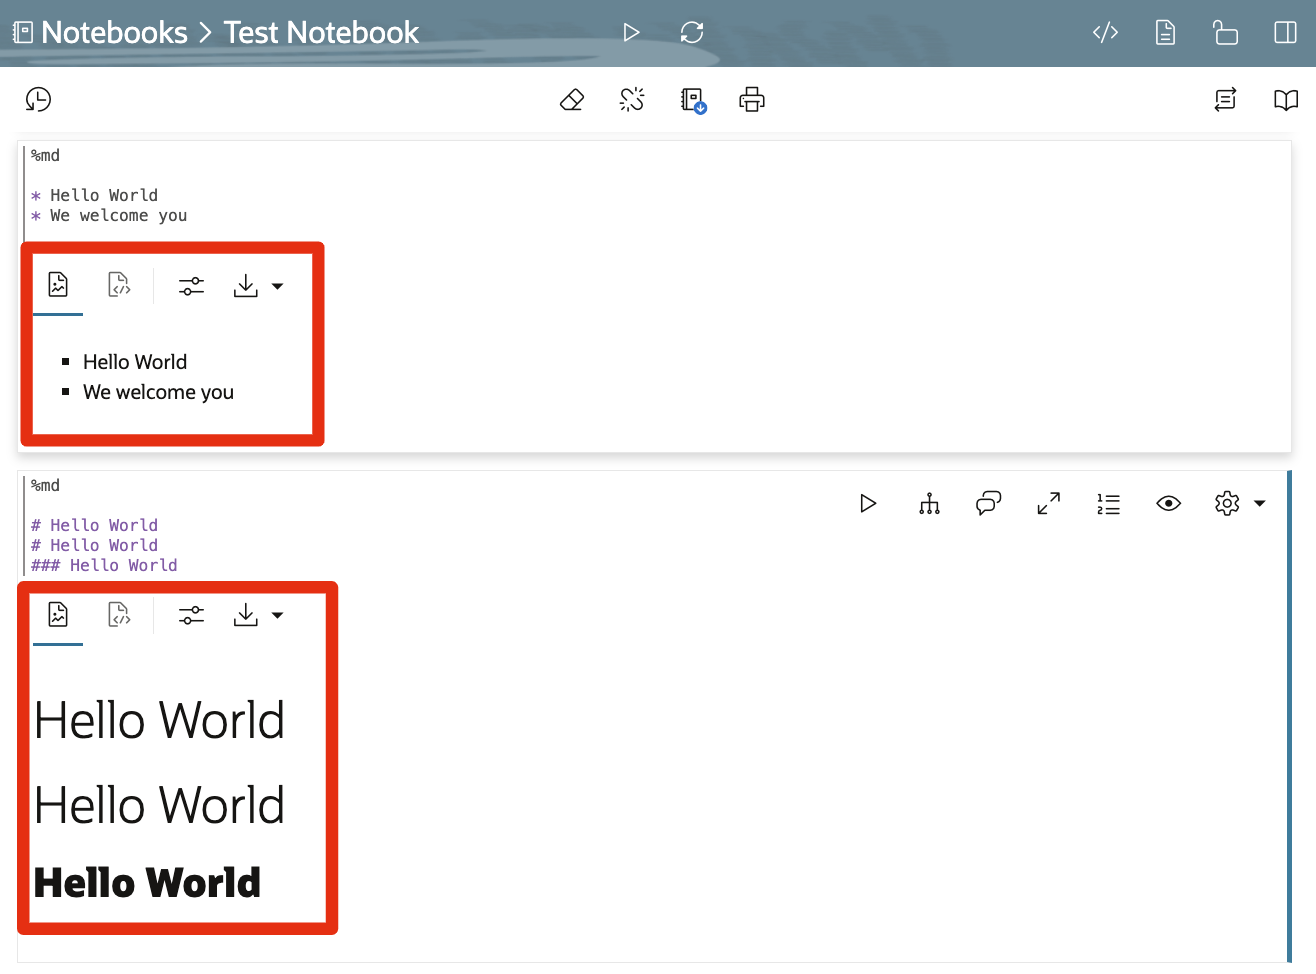 Notebooks > Test Notebook
%md
* Hello World
* We welcome you
▪ Hello World
▪ We welcome you
%md
# Hello World
# Hello World
### Hello World
Hello World
Hello World
Hello World